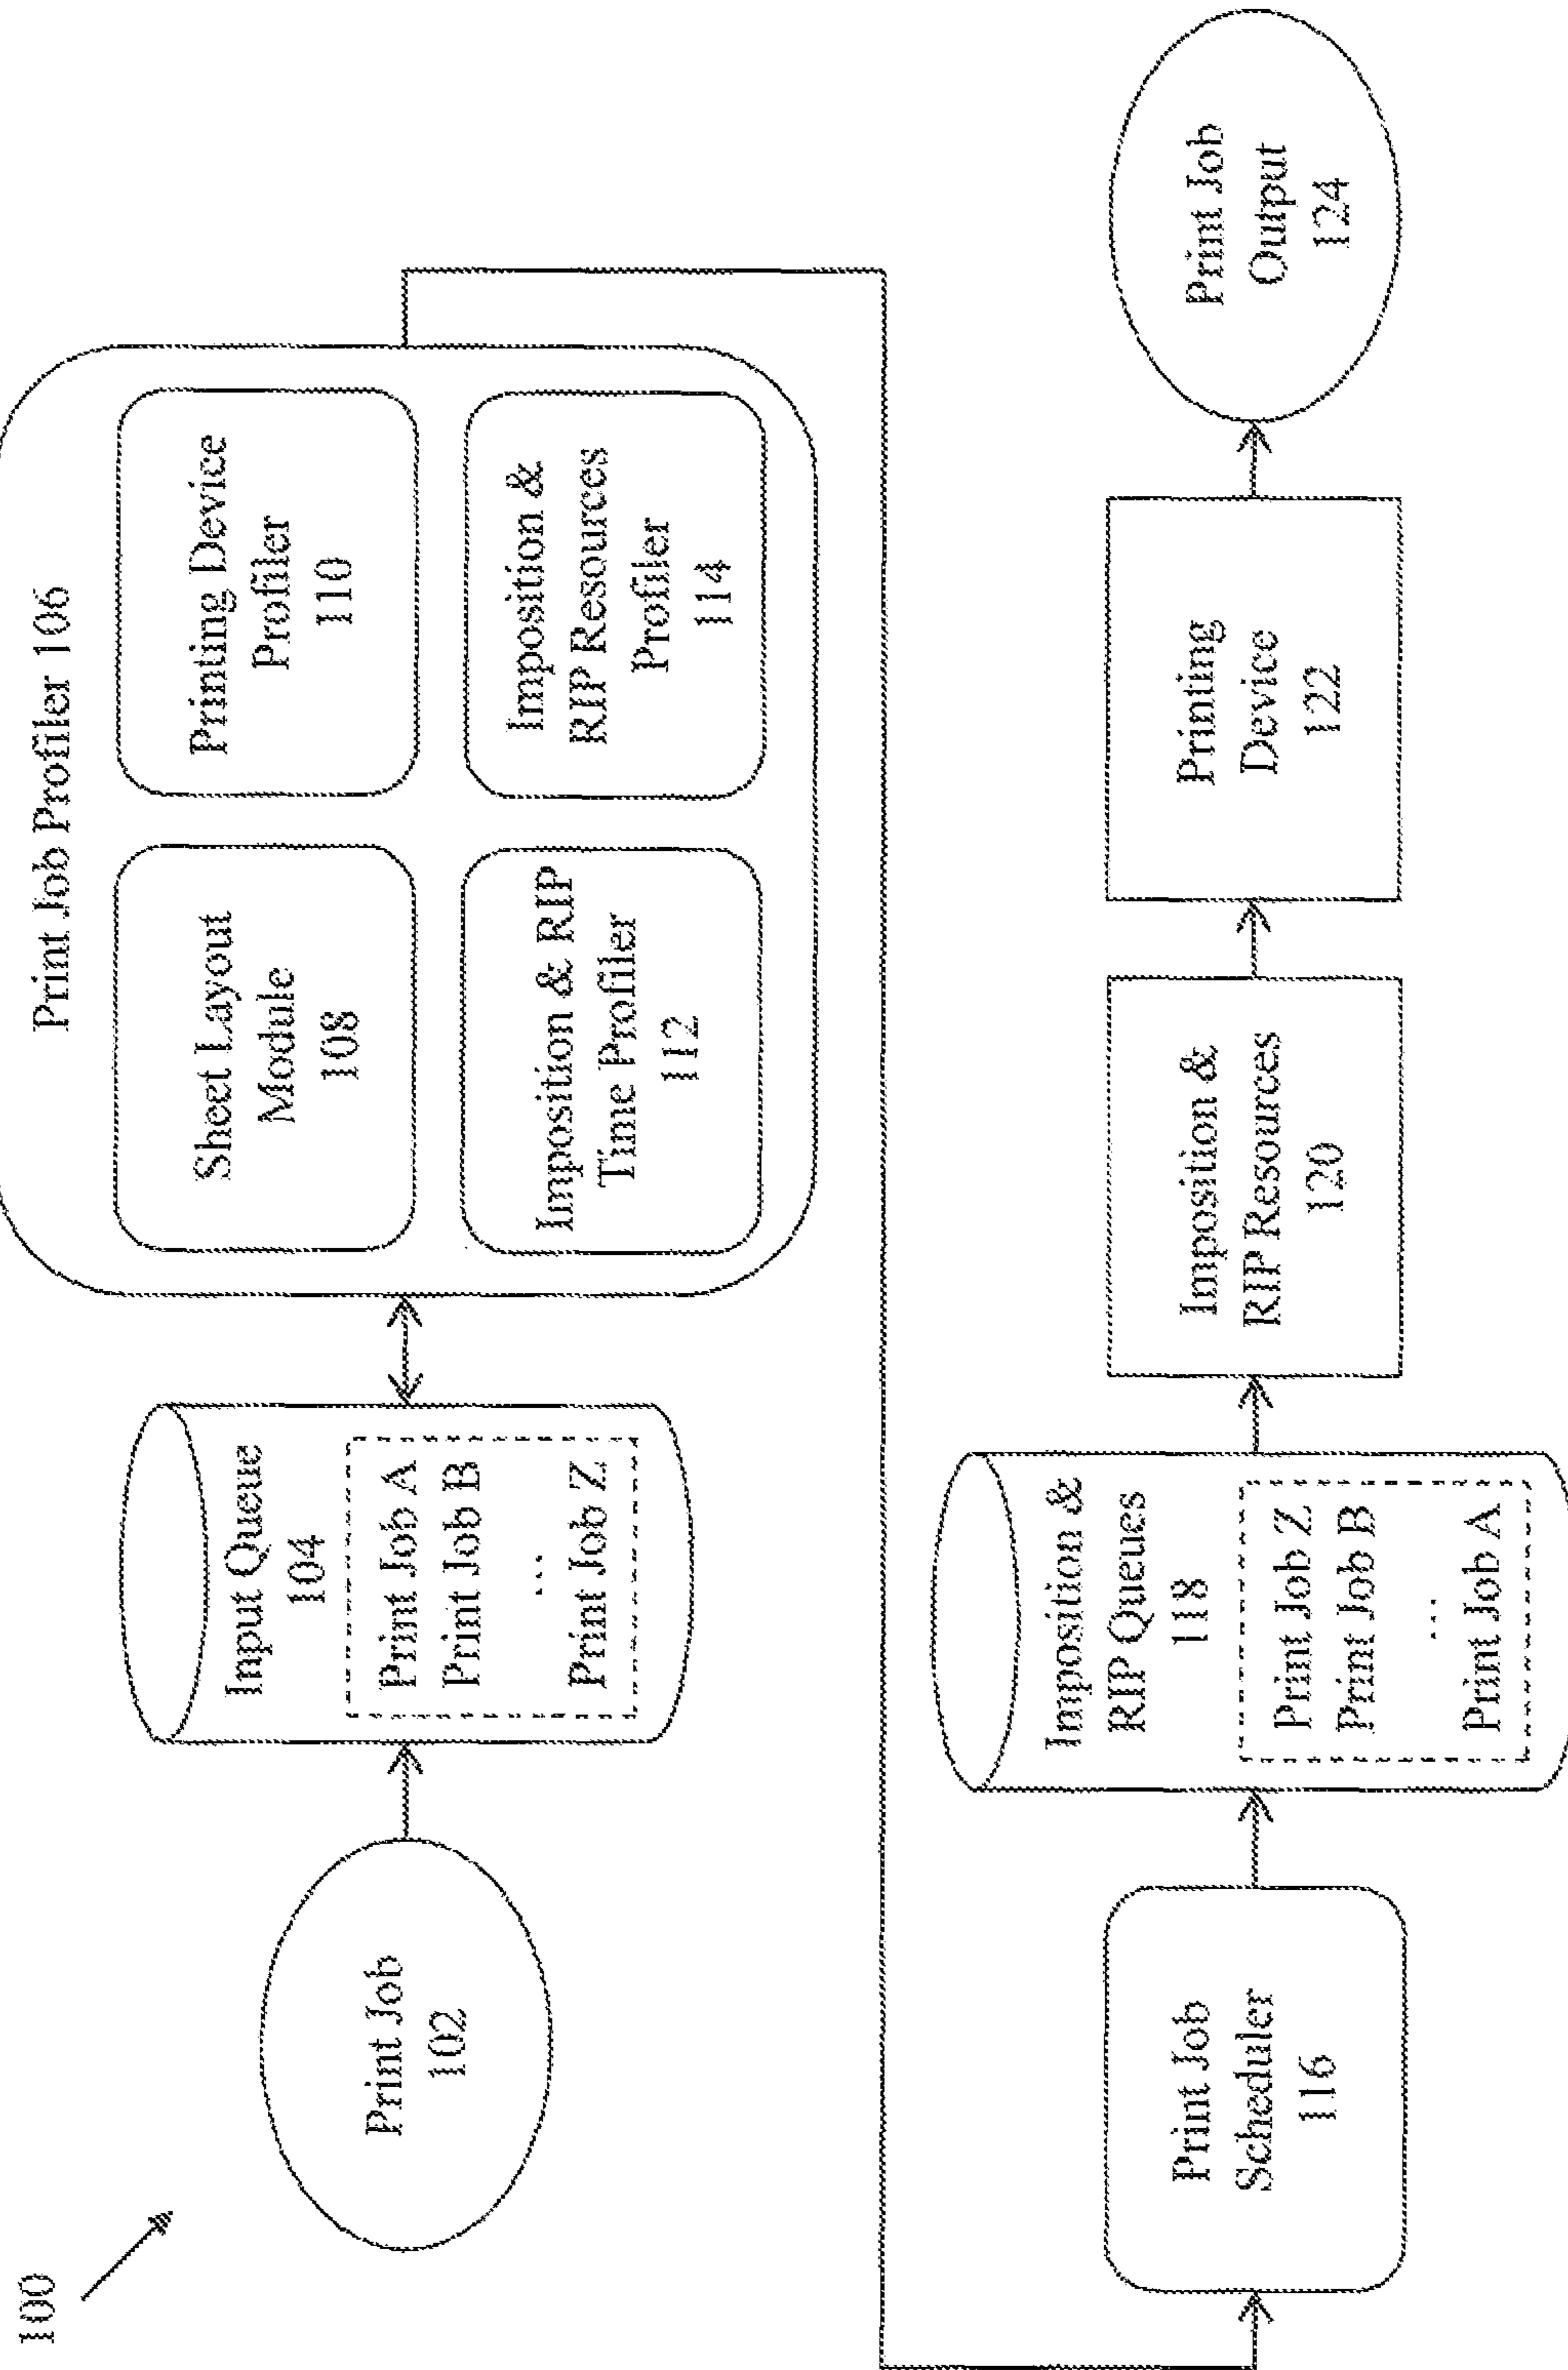 100
Print Job
102
Input Queue
104
Print Job A
Print Job B
...
Print Job Z
Print Job Profiler 106
Sheet Layout
Module
108
Printing Device
Profiler
110
Imposition & RIP
Time Profiler
112
Imposition &
RIP Resources
Profiler
114
Print Job
Scheduler
116
Imposition &
RIP Queues
118
Print Job Z
Print Job B
...
Print Job A
Imposition &
RIP Resources
120
Printing
Device
122
Print Job
Output
124